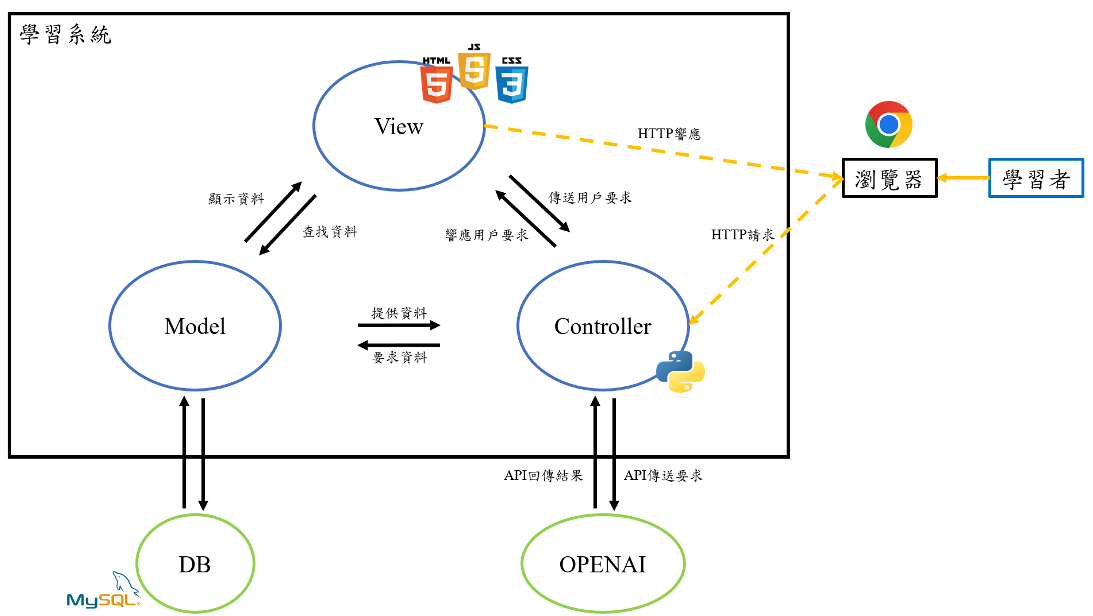 學習系統
HTML
5
JS
5
CSS
3
View
HTTP響應
瀏覽器
學習者
顯示資料
查找資料
傳送用戶要求
響應用戶要求
HTTP請求
Model
提供資料
要求資料
Controller
API回傳結果
API傳送要求
DB
MySQL
OPENAI